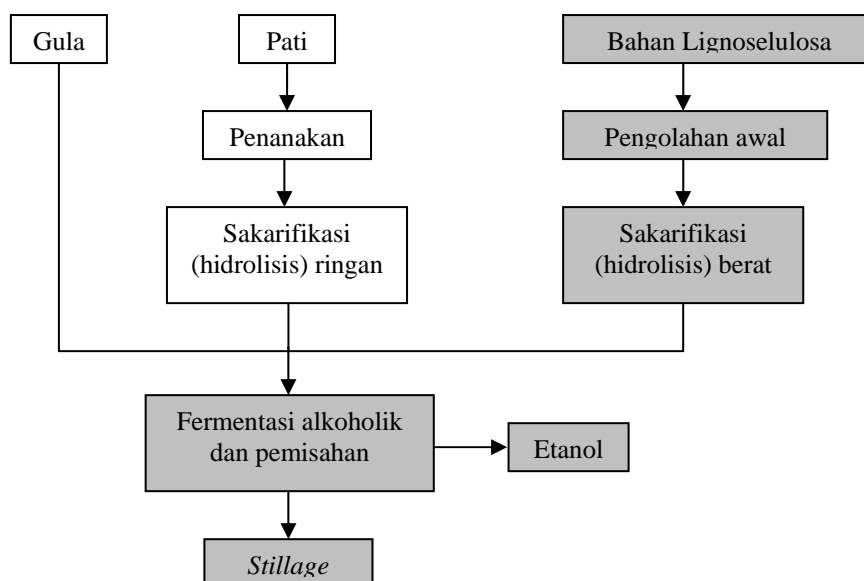 Gula
Pati
Bahan Lignoselulosa
Penanakan
Pengolahan awal
Sakarifikasi
(hidrolisis) ringan
Sakarifikasi
(hidrolisis) berat
Fermentasi alkoholik
dan pemisahan
Etanol
Stillage